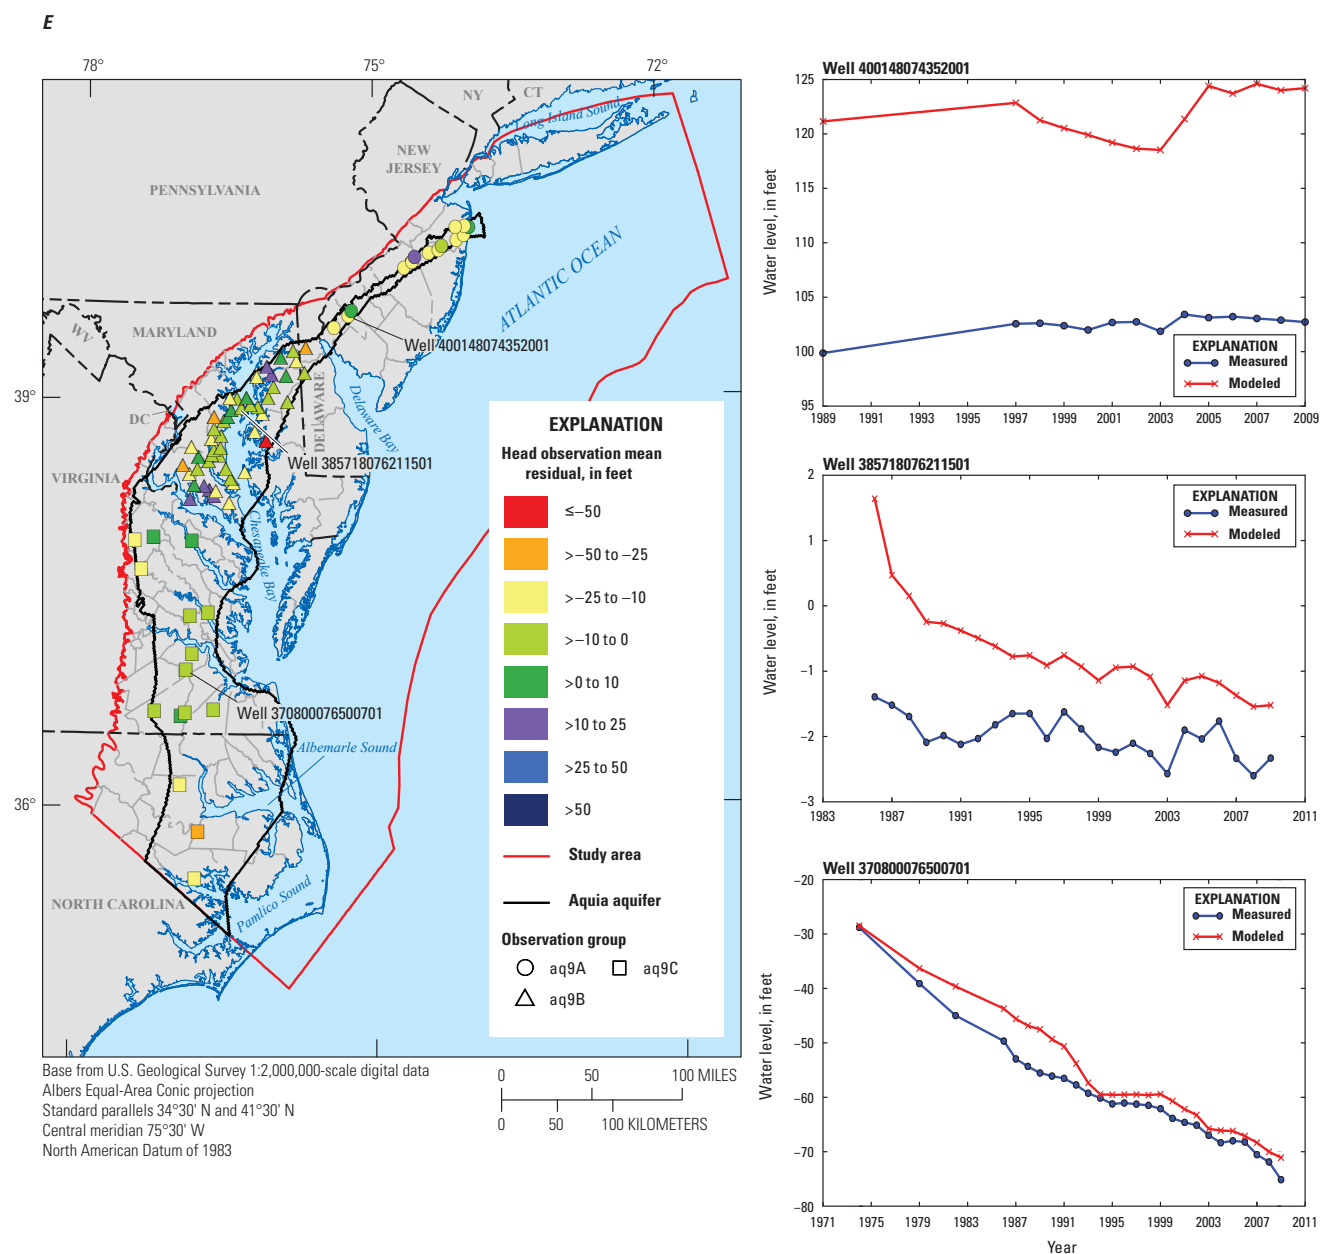 E
78°
75°
72°
NY
CT
Long Island Sound
NEW
JERSEY
PENNSYLVANIA
ATLANTIC OCEAN
WV
MARYLAND
Well 400148074352001
39°
DC
DELAWARE
Delaware Bay
VIRGINIA
Well 385718076211501
Chesapeake Bay
Well 370800076500701
Albemarle Sound
36°
NORTH CAROLINA
Pamlico Sound
EXPLANATION
Head observation mean
residual, in feet
≤–50
>–50 to –25
>–25 to –10
>–10 to 0
>0 to 10
>10 to 25
>25 to 50
>50
Study area
Aquia aquifer
Observation group
aq9A
aq9C
aq9B
Base from U.S. Geological Survey 1:2,000,000-scale digital data
Albers Equal-Area Conic projection
Standard parallels 34°30' N and 41°30' N
Central meridian 75°30' W
North American Datum of 1983
0 50 100 MILES
0 50 100 KILOMETERS
Well 400148074352001
Water level, in feet
125
120
115
110
105
100
95
EXPLANATION
Measured
Modeled
1989 1991 1993 1995 1997 1999 2001 2003 2005 2007 2009
Well 385718076211501
Water level, in feet
2
1
0
–1
–2
–3
EXPLANATION
Measured
Modeled
1983 1987 1991 1995 1999 2003 2007 2011
Well 370800076500701
Water level, in feet
–20
–30
–40
–50
–60
–70
–80
EXPLANATION
Measured
Modeled
1971 1975 1979 1983 1987 1991 1995 1999 2003 2007 2011
Year